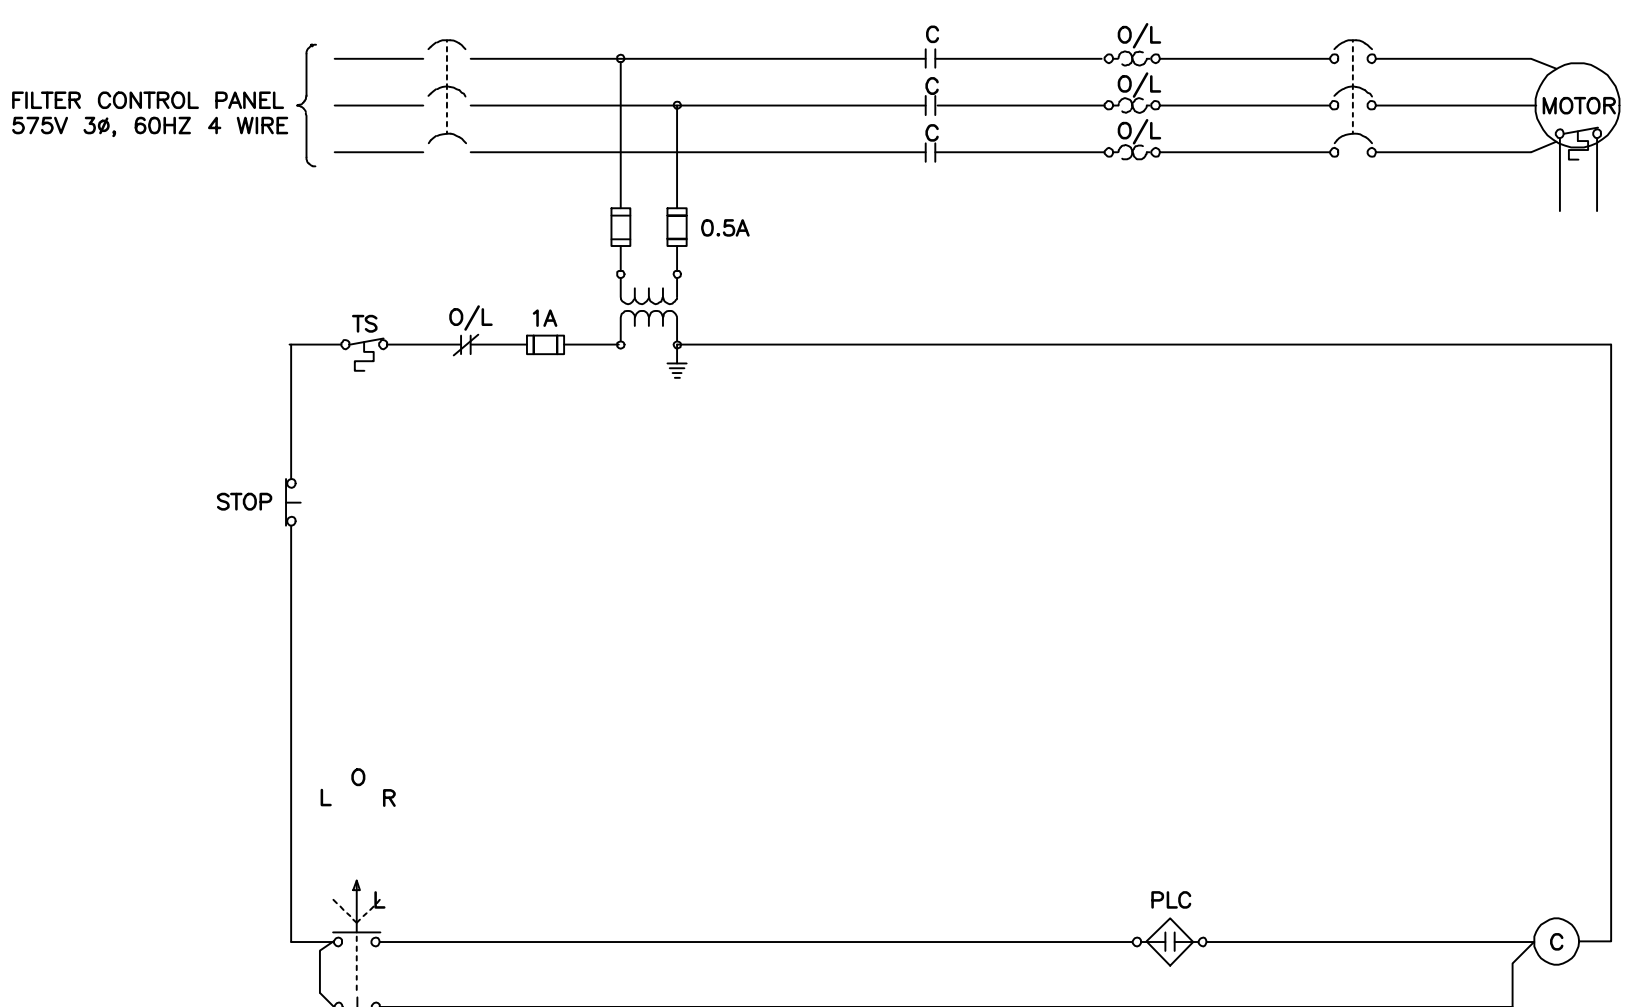 C
O/L
FILTER CONTROL PANEL
575V 3ø, 60HZ 4 WIRE
C
O/L
MOTOR
C
O/L
0.5A
TS
O/L
1A
STOP
O
L R
L
PLC
C